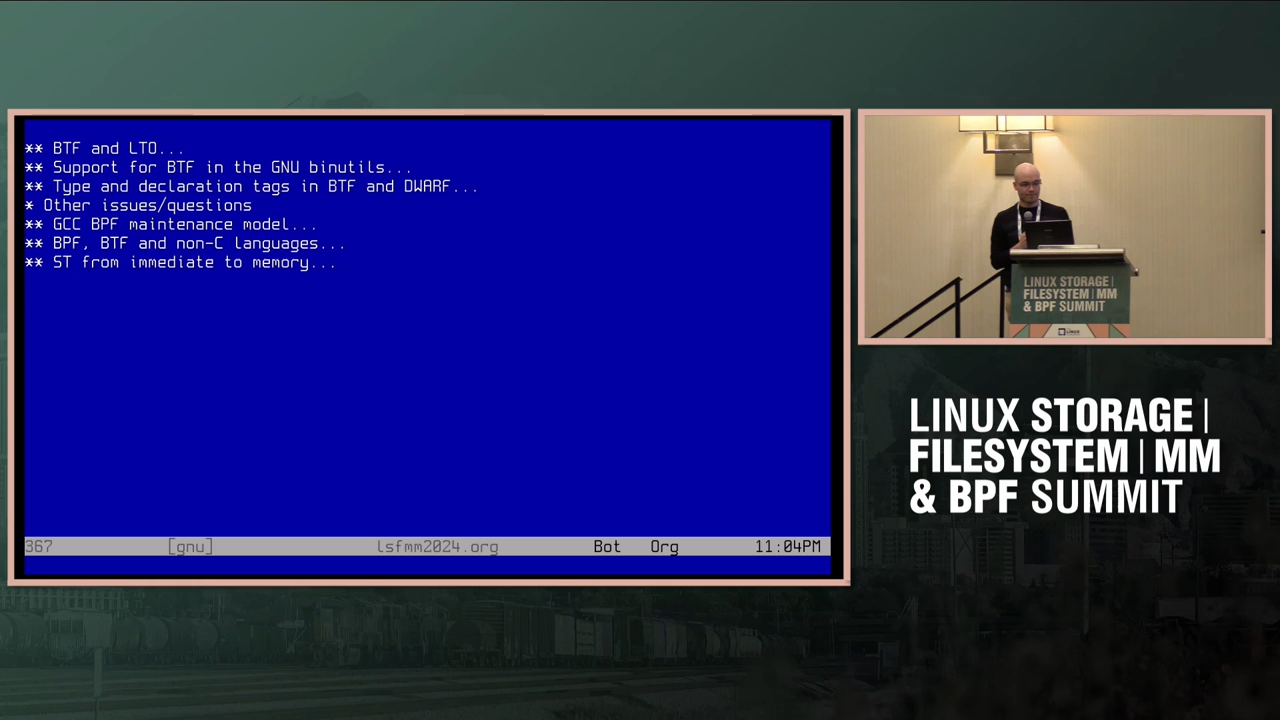 ** BTF and LTO...
** Support for BTF in the GNU binutils...
** Type and declaration tags in BTF and DWARF...
* Other issues/questions
** GCC BPF maintenance model...
** BPF, BTF and non-C languages...
** ST from immediate to memory...
367 [gnu] lsfmm2024.org Bot Org 11:04PM
LINUX STORAGE |
FILESYSTEM | MM
& BPF SUMMIT
LINUX
LINUX STORAGE |
FILESYSTEM | MM
& BPF SUMMIT